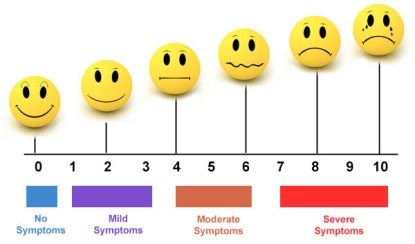 0 1 2 3 4 5 6 7 8 9 10
No Mild Moderate Severe
Symptoms Symptoms Symptoms Symptoms